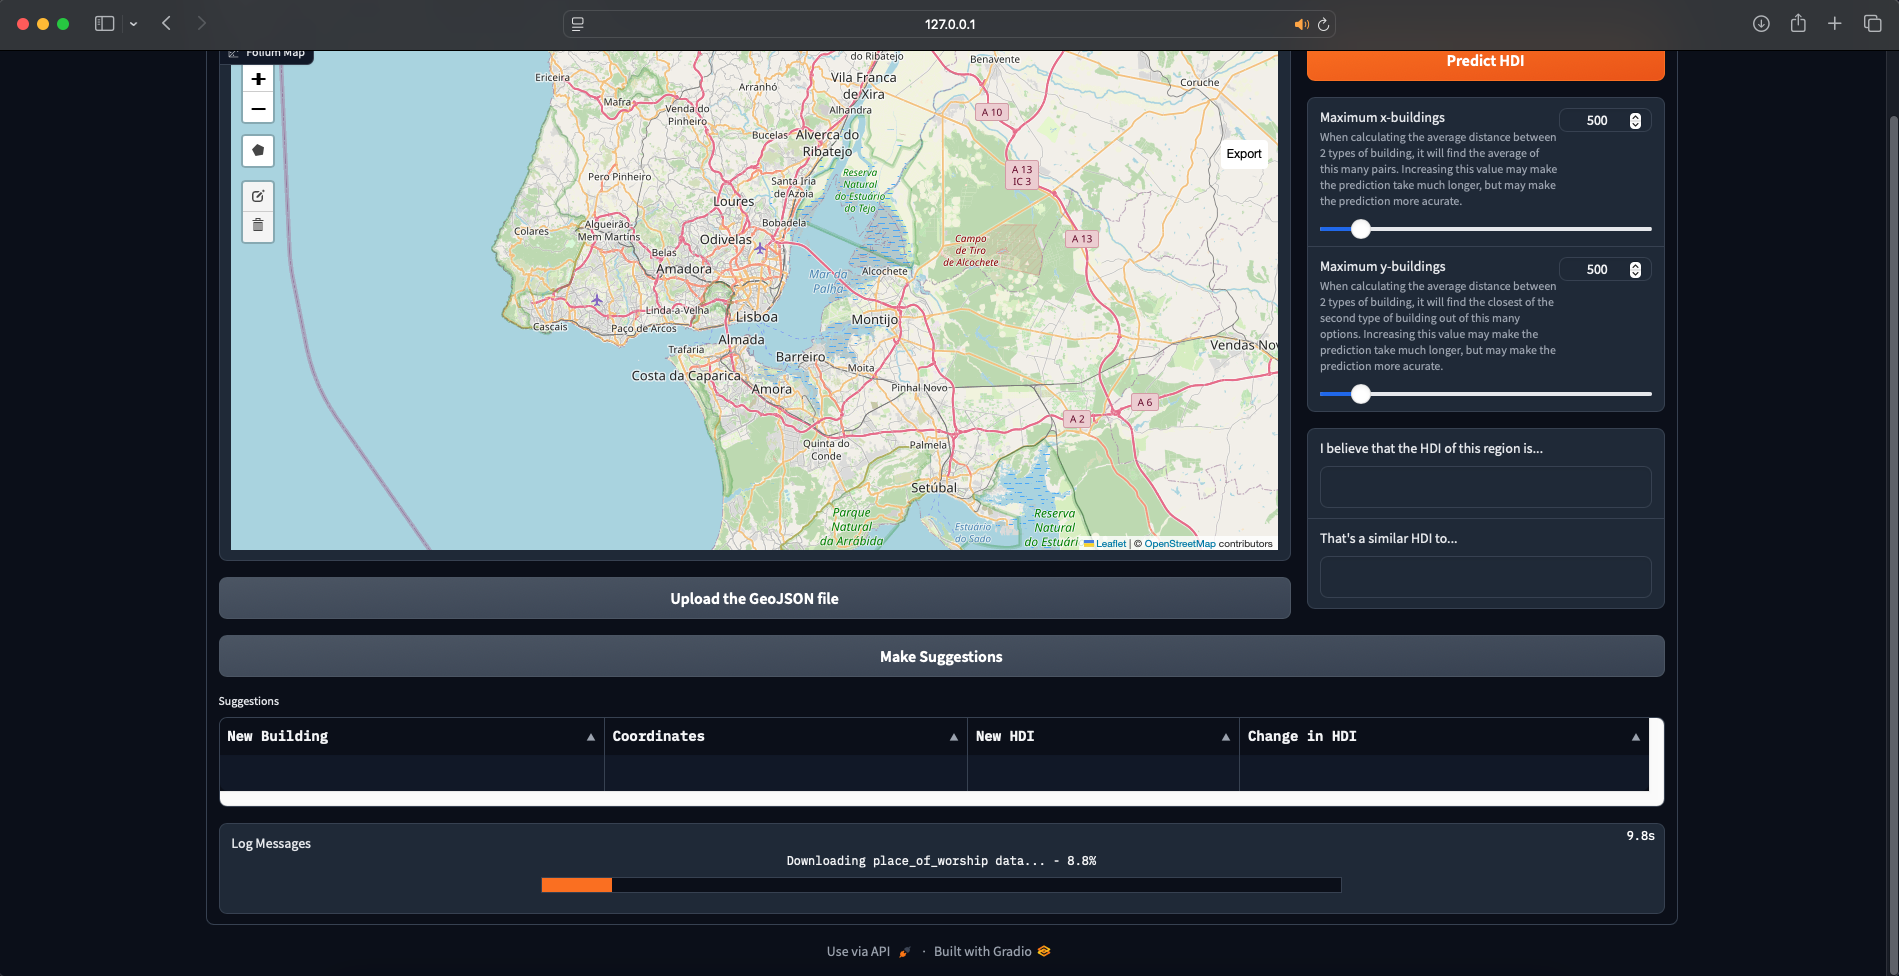 127.0.0.1
Folium Map
+
−
Export
Ericeira
Mafra
Venda do
Pinheiro
Arranhó
do Ribatejo
Vila Franca
de Xira
Alhandra
Benavente
Coruche
A 10
Bucelas
Alverca do
Ribatejo
A 13
IC 3
Pero Pinheiro
Santa Iria
de Azoia
Reserva
Natural
do Estuário
do Tejo
Loures
Bobadela
Colares
Algueirão-
Mem Martins
Odivelas
A 13
Campo
de Tiro
de Alcochete
Belas
Amadora
Mar da
Palha
Alcochete
Linda-a-Velha
Lisboa
Cascais
Paço de Arcos
Montijo
Almada
Trafaria
Barreiro
Moita
Vendas Nov
Costa da Caparica
Amora
Pinhal Novo
A 6
A 2
Quinta do
Conde
Palmela
Setúbal
Parque
Natural
da Arrábida
Estuário
do Sado
Reserva
Natural
do Estuári
Leaflet | © OpenStreetMap contributors
Predict HDI
Maximum x-buildings
500
When calculating the average distance between
2 types of building, it will find the average of
this many pairs. Increasing this value may make
the prediction take much longer, but may make
the prediction more acurate.
Maximum y-buildings
500
When calculating the average distance between
2 types of building, it will find the closest of the
second type of building out of this many
options. Increasing this value may make the
prediction take much longer, but may make the
prediction more acurate.
I believe that the HDI of this region is...
That's a similar HDI to...
Upload the GeoJSON file
Make Suggestions
Suggestions
New Building
Coordinates
New HDI
Change in HDI
Log Messages
9.8s
Downloading place_of_worship data... - 8.8%
Use via API
·
Built with Gradio